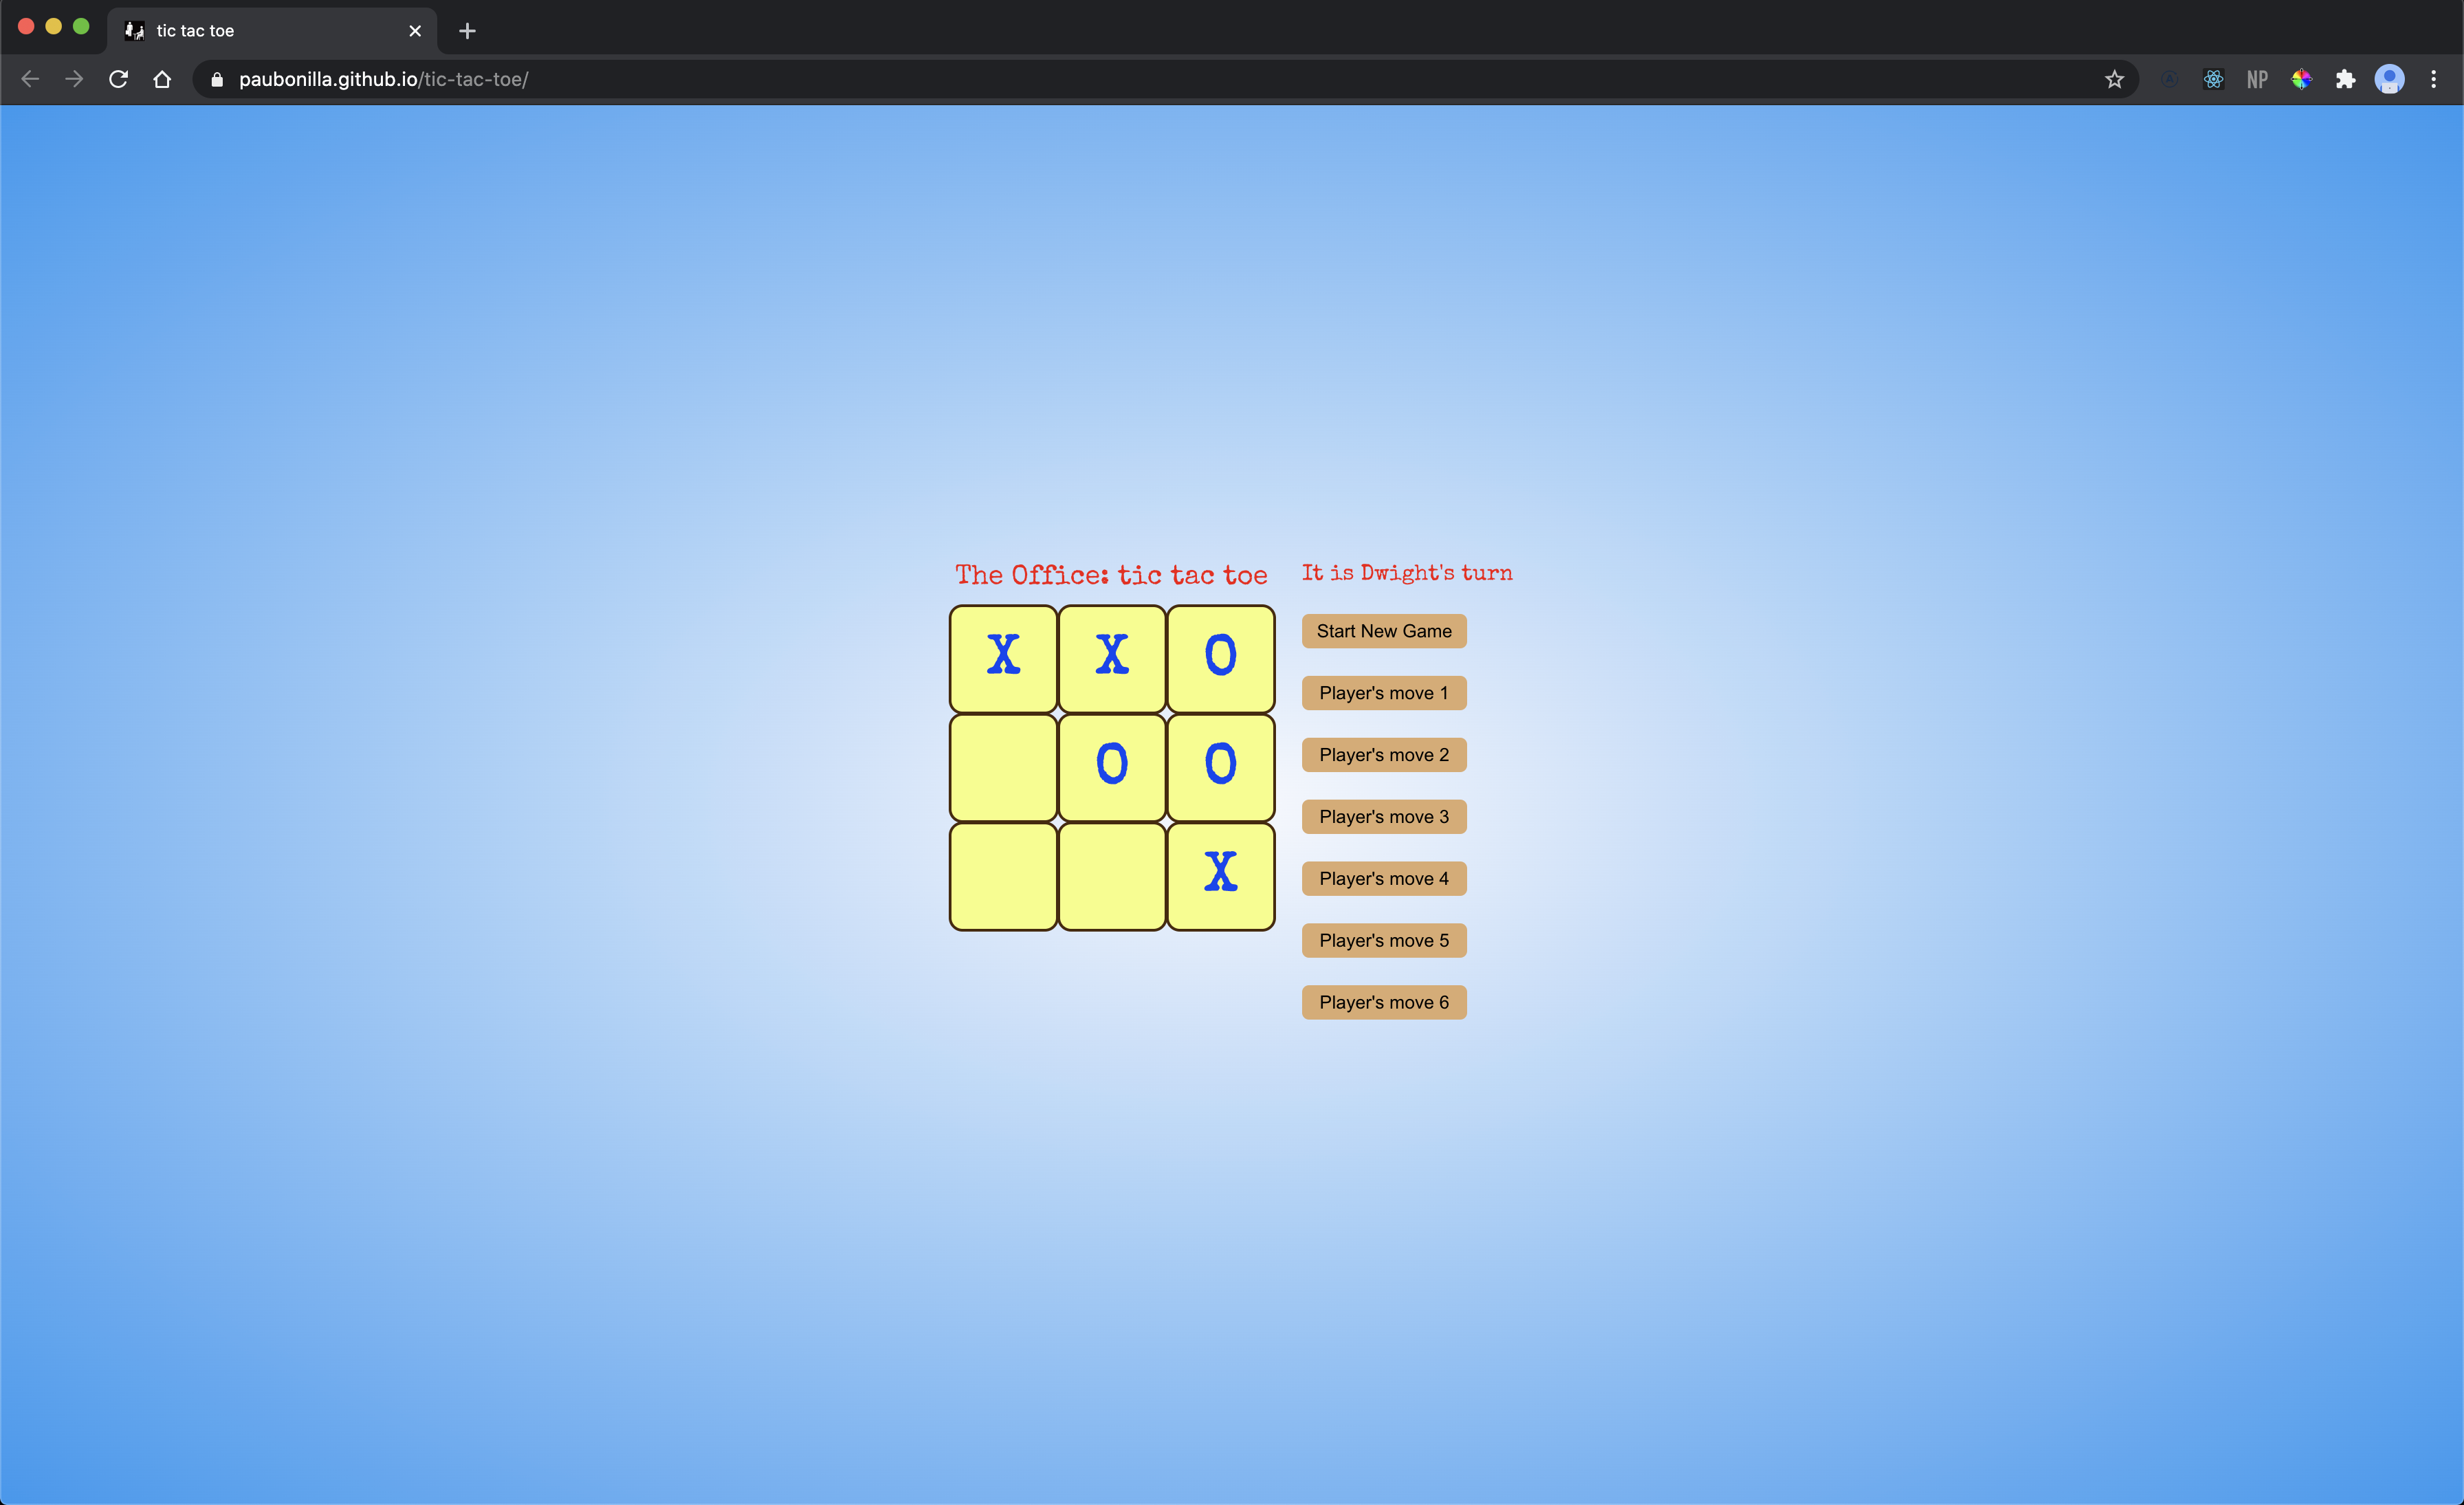 tic tac toe
paubonilla.github.io/tic-tac-toe/
NP
The Office: tic tac toe
It is Dwight's turn
X X O
O O
X
Start New Game
Player's move 1
Player's move 2
Player's move 3
Player's move 4
Player's move 5
Player's move 6